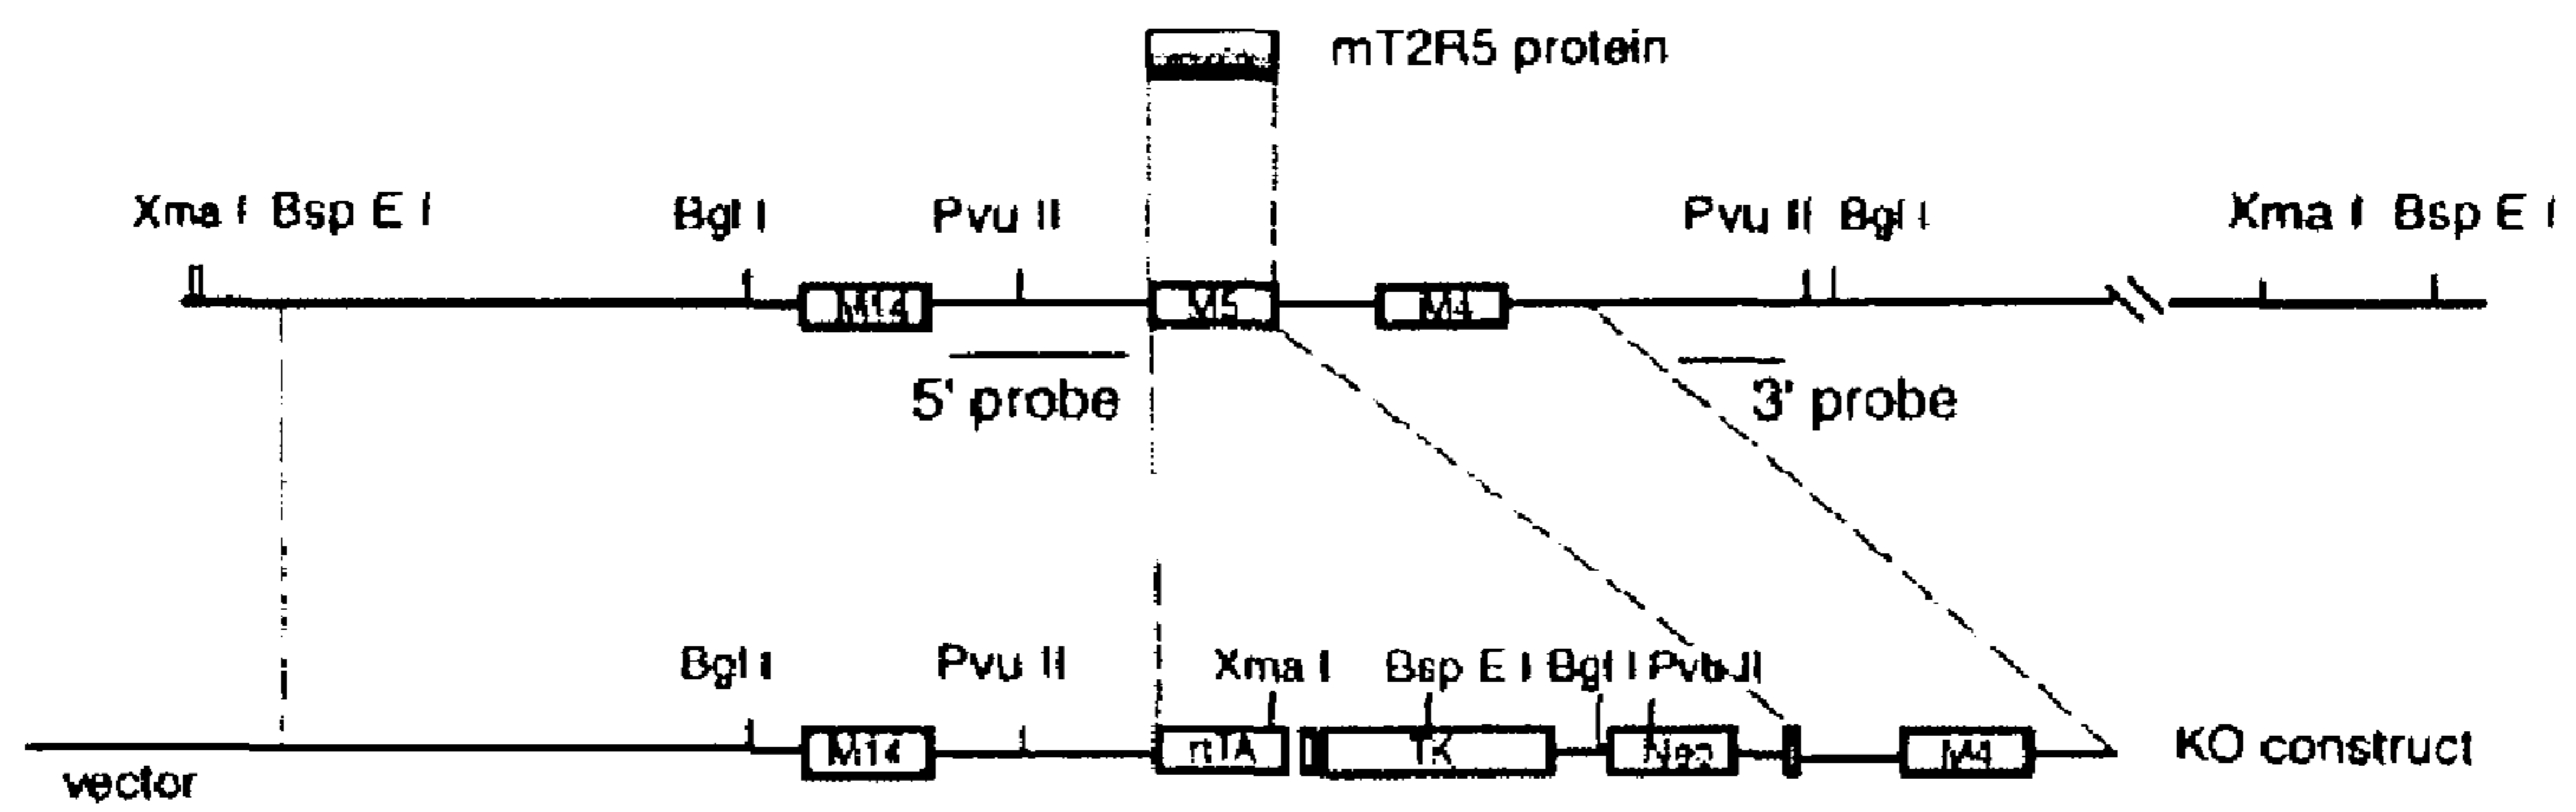 mT2R5 protein
Xma I Bsp E I Bgl I Pvu II Pvu II Bgl I Xma I Bsp E I
M14 M5 M4
5' probe 3' probe
Bgl I Pvu II Xma I Bsp E I Bgl I Pvu II
M14 rtTA TK Neo M4 KO construct
vector